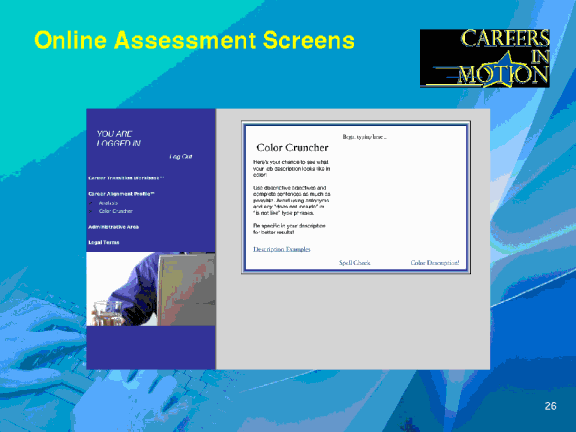 Online Assessment Screens
CAREERS
IN
MOTION
YOU ARE
LOGGED IN
Log Out
Career Transition
Career Alignment Profile™
Analysis
Color Cruncher
Administrative Area
Legal Terms
Begin typing here...
Color Cruncher
Here's your chance to see what
your job description looks like in
color!
Use descriptive adjectives and
complete sentences as much as
possible. Avoid using
and any "does not include" or
"is not like" type phrases.
Be specific in your description
for better results!
Description Examples
Spell Check
Color Description!
26